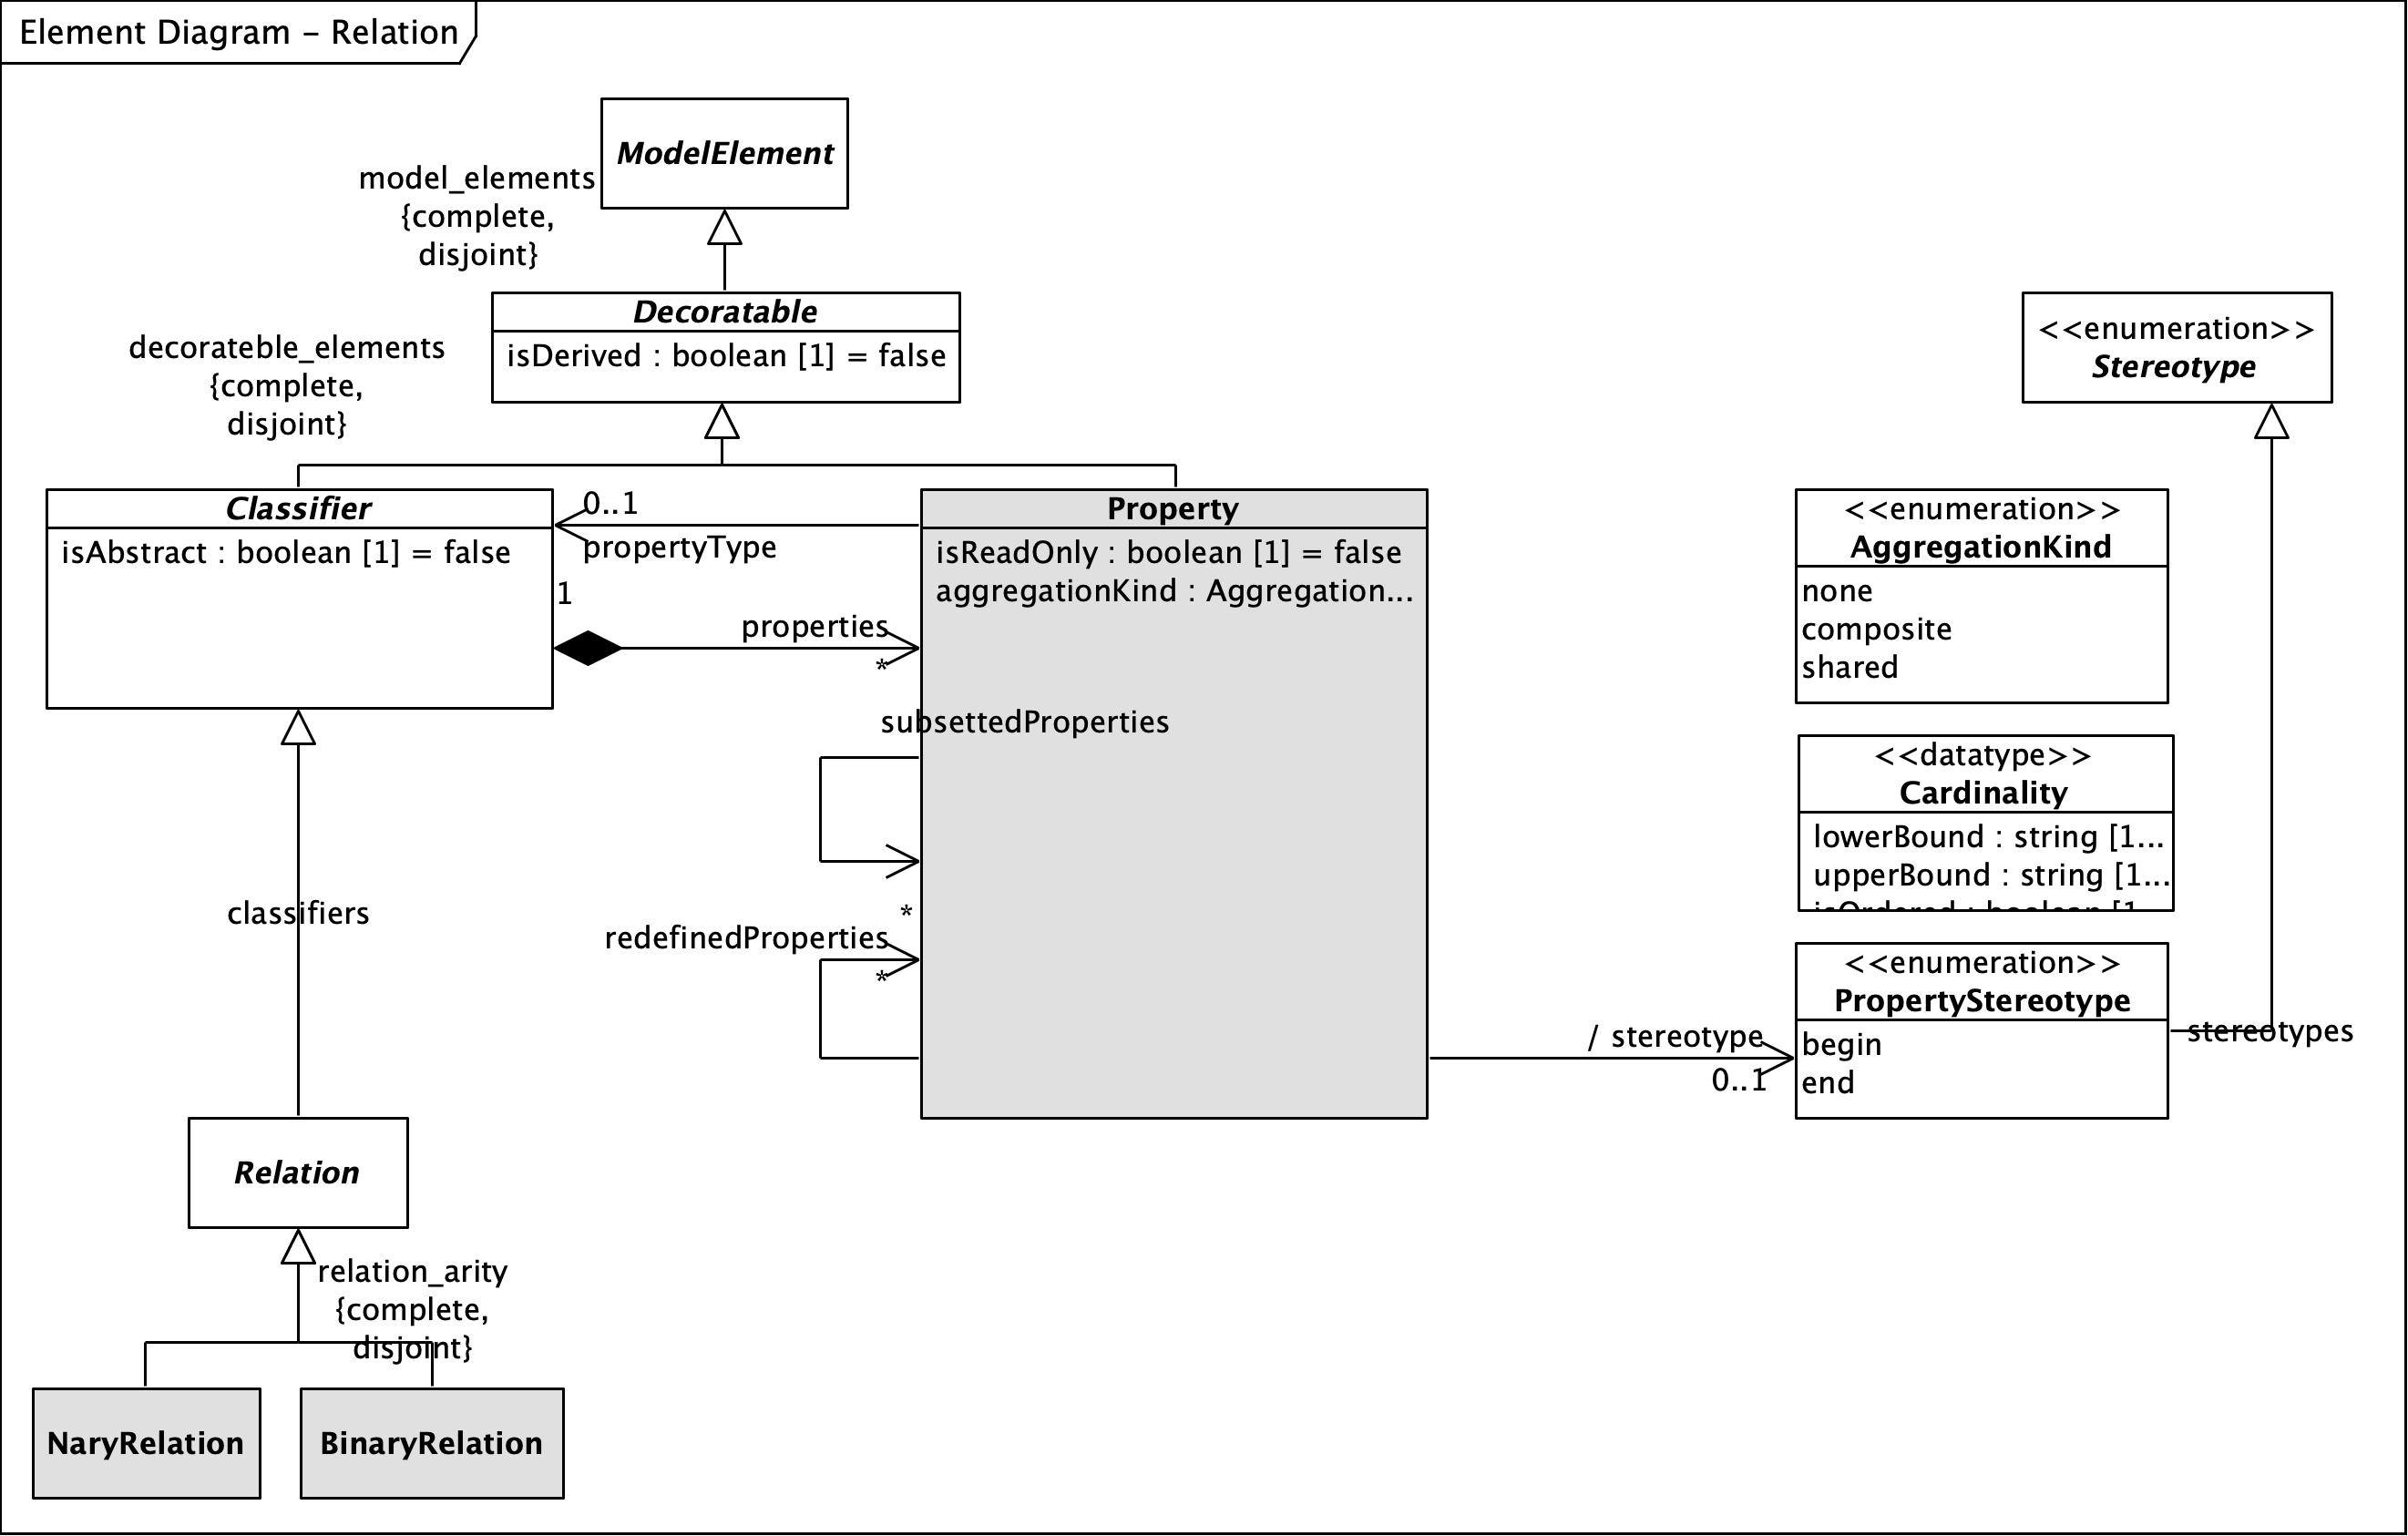 Element Diagram – Relation
ModelElement
model_elements
{complete,
disjoint}
Decoratable
isDerived : boolean [1] = false
decorateble_elements
{complete,
disjoint}
<<enumeration>>
Stereotype
Classifier
isAbstract : boolean [1] = false
0..1
propertyType
1
properties
*
Property
isReadOnly : boolean [1] = false
aggregationKind : Aggregation...
subsettedProperties
*
redefinedProperties
*
<<enumeration>>
AggregationKind
none
composite
shared
<<datatype>>
Cardinality
lowerBound : string [1...
upperBound : string [1...
isOrdered : boolean [1
<<enumeration>>
PropertyStereotype
begin
end
/ stereotype
0..1
stereotypes
classifiers
Relation
relation_arity
{complete,
disjoint}
NaryRelation
BinaryRelation